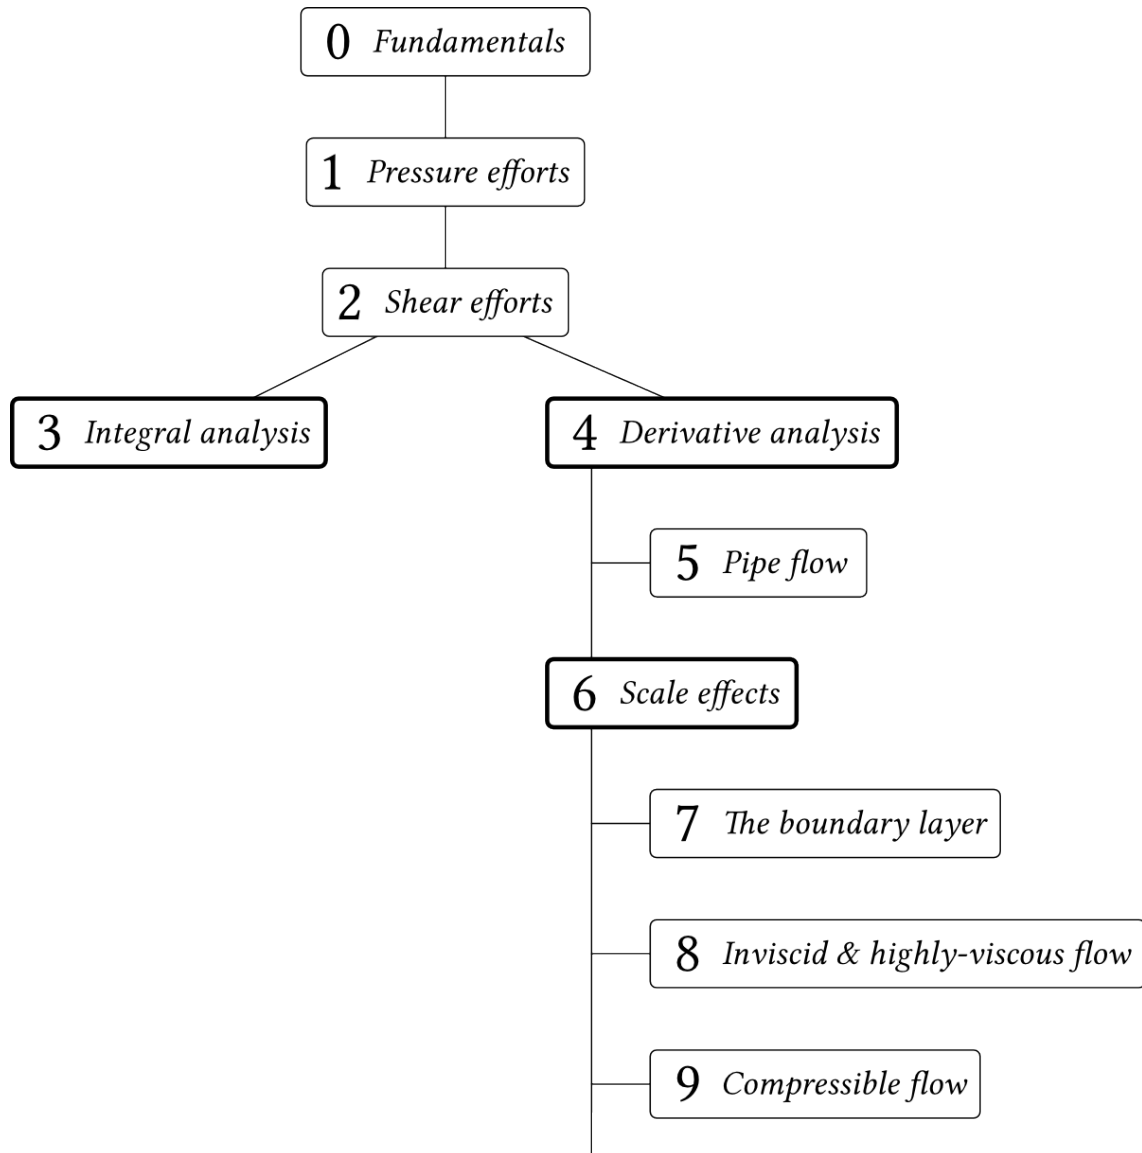 0 Fundamentals
1 Pressure efforts
2 Shear efforts
3 Integral analysis
4 Derivative analysis
5 Pipe flow
6 Scale effects
7 The boundary layer
8 Inviscid & highly-viscous flow
9 Compressible flow